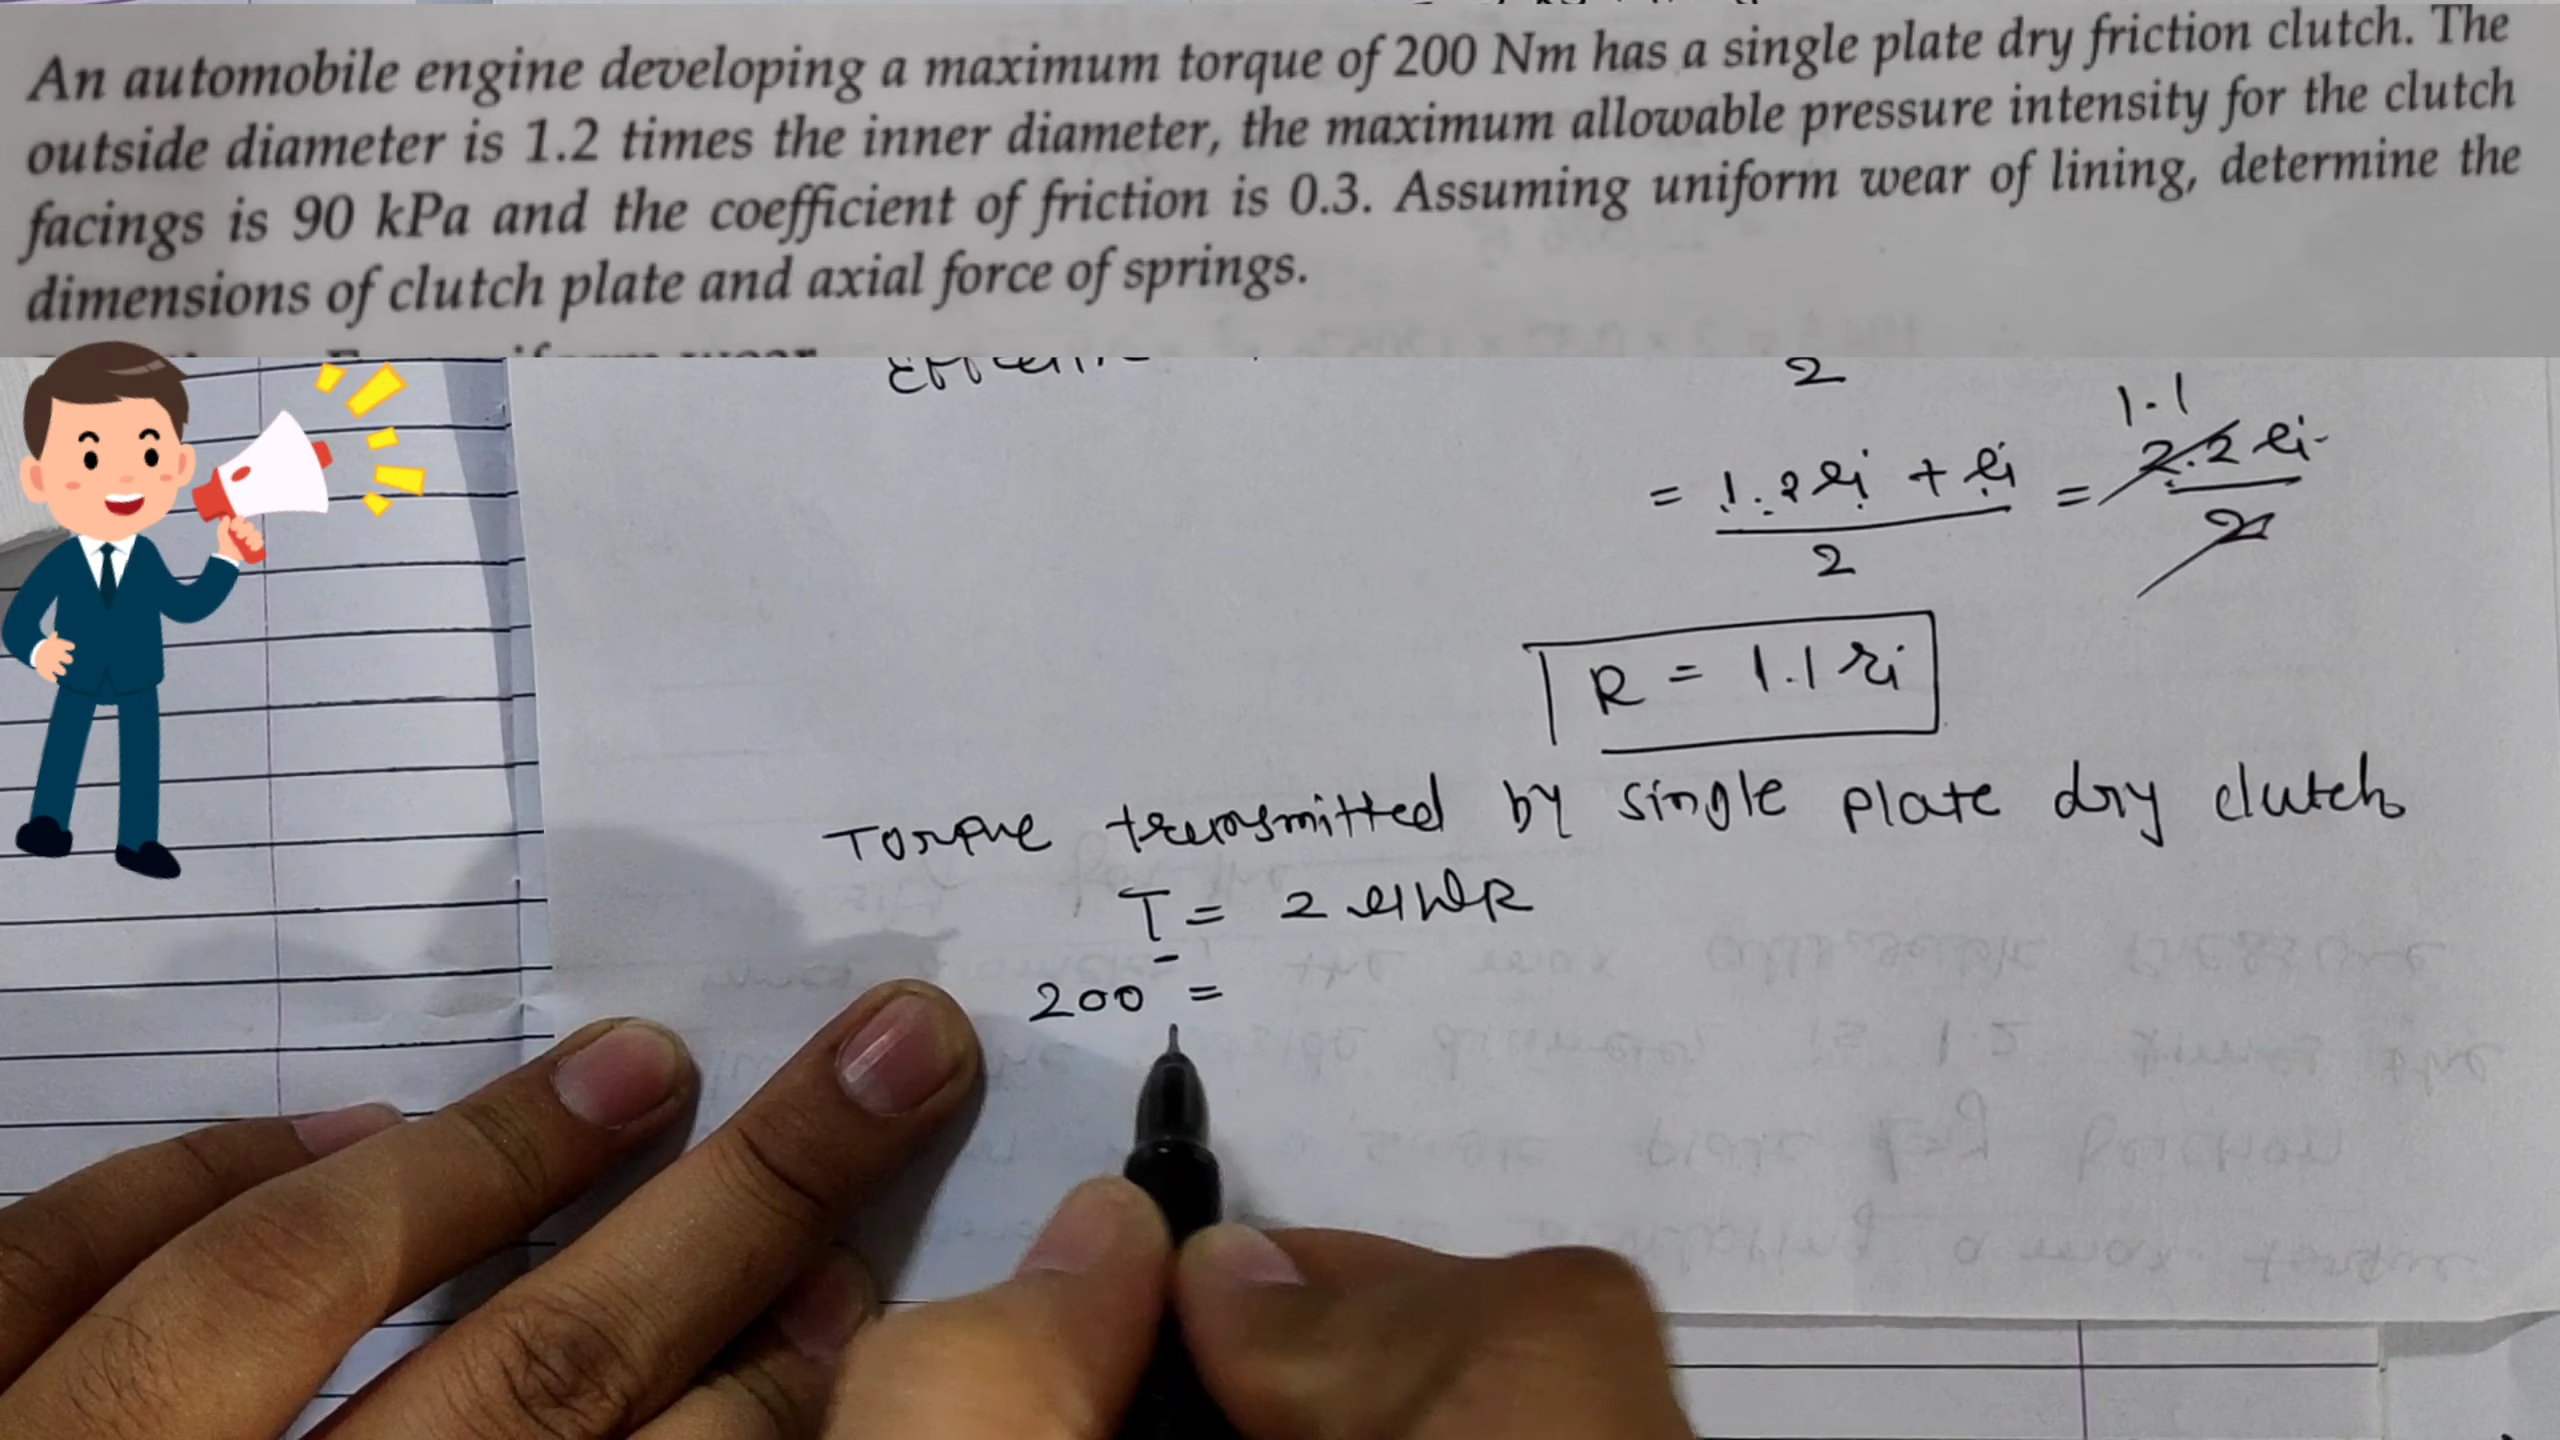 An automobile engine developing a maximum torque of 200 Nm has a single plate dry friction clutch. The
outside diameter is 1.2 times the inner diameter, the maximum allowable pressure intensity for the clutch
facings is 90 kPa and the coefficient of friction is 0.3. Assuming uniform wear of lining, determine the
dimensions of clutch plate and axial force of springs.
2
= 1.2ri + ri / 2 = 2.2 ri / 2
1.1
R = 1.1 ri
Torque transmitted by single plate dry clutch
T = 2 μWR
200 =